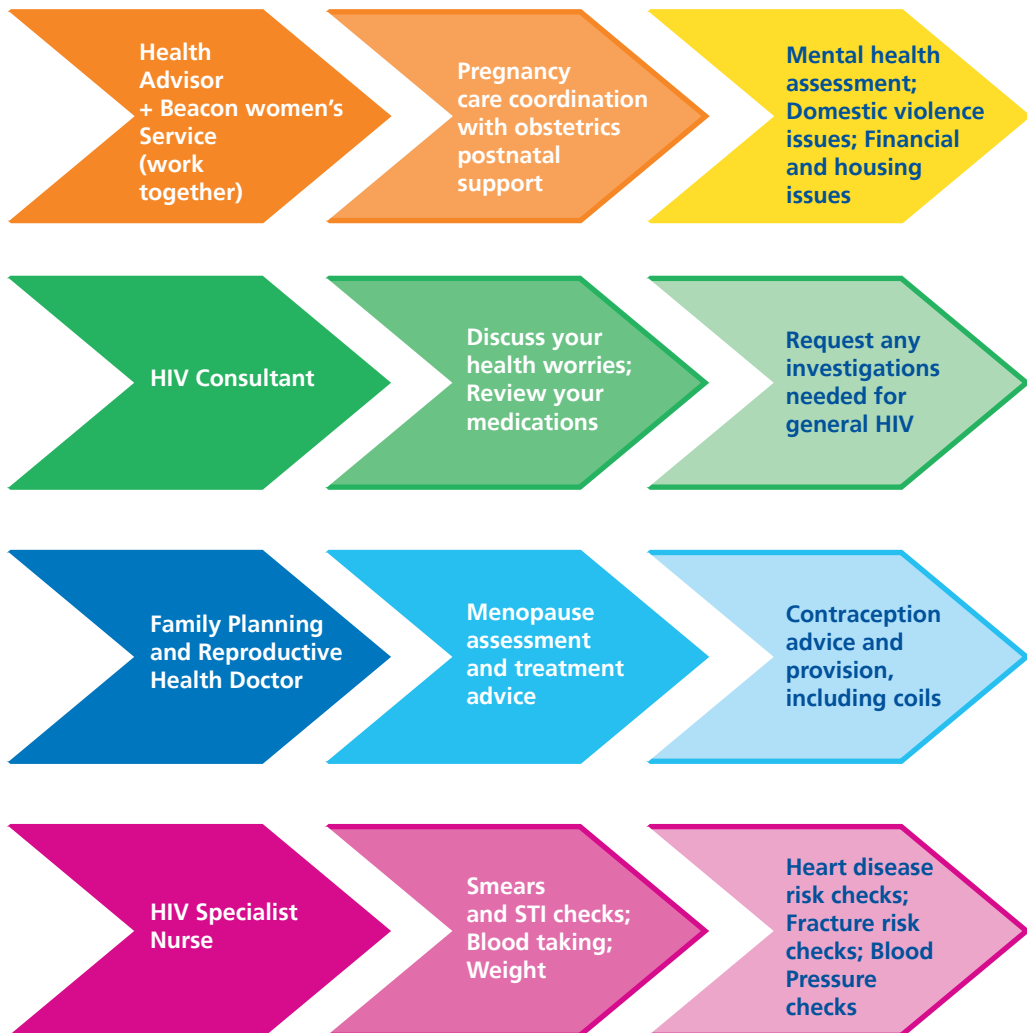 Health
Advisor
+ Beacon women’s
Service
(work
together)
Pregnancy
care coordination
with obstetrics
postnatal
support
Mental health
assessment;
Domestic violence
issues; Financial
and housing
issues
HIV Consultant
Discuss your
health worries;
Review your
medications
Request any
investigations
needed for
general HIV
Family Planning
and Reproductive
Health Doctor
Menopause
assessment
and treatment
advice
Contraception
advice and
provision,
including coils
HIV Specialist
Nurse
Smears
and STI checks;
Blood taking;
Weight
Heart disease
risk checks;
Fracture risk
checks; Blood
Pressure
checks